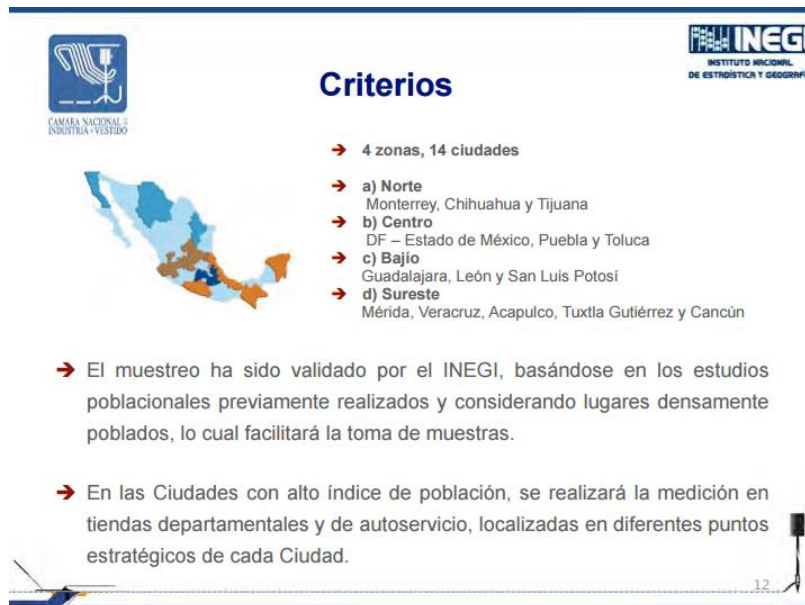 INEGI
INSTITUTO NACIONAL
DE ESTADÍSTICA Y GEOGRAFÍ
CAMARA NACIONAL DE LA
INDUSTRIA DEL VESTIDO
Criterios
➔ 4 zonas, 14 ciudades
➔ a) Norte
Monterrey, Chihuahua y Tijuana
➔ b) Centro
DF – Estado de México, Puebla y Toluca
➔ c) Bajío
Guadalajara, León y San Luis Potosí
➔ d) Sureste
Mérida, Veracruz, Acapulco, Tuxtla Gutiérrez y Cancún
➔ El muestreo ha sido validado por el INEGI, basándose en los estudios
poblacionales previamente realizados y considerando lugares densamente
poblados, lo cual facilitará la toma de muestras.
➔ En las Ciudades con alto índice de población, se realizará la medición en
tiendas departamentales y de autoservicio, localizadas en diferentes puntos
estratégicos de cada Ciudad.
12